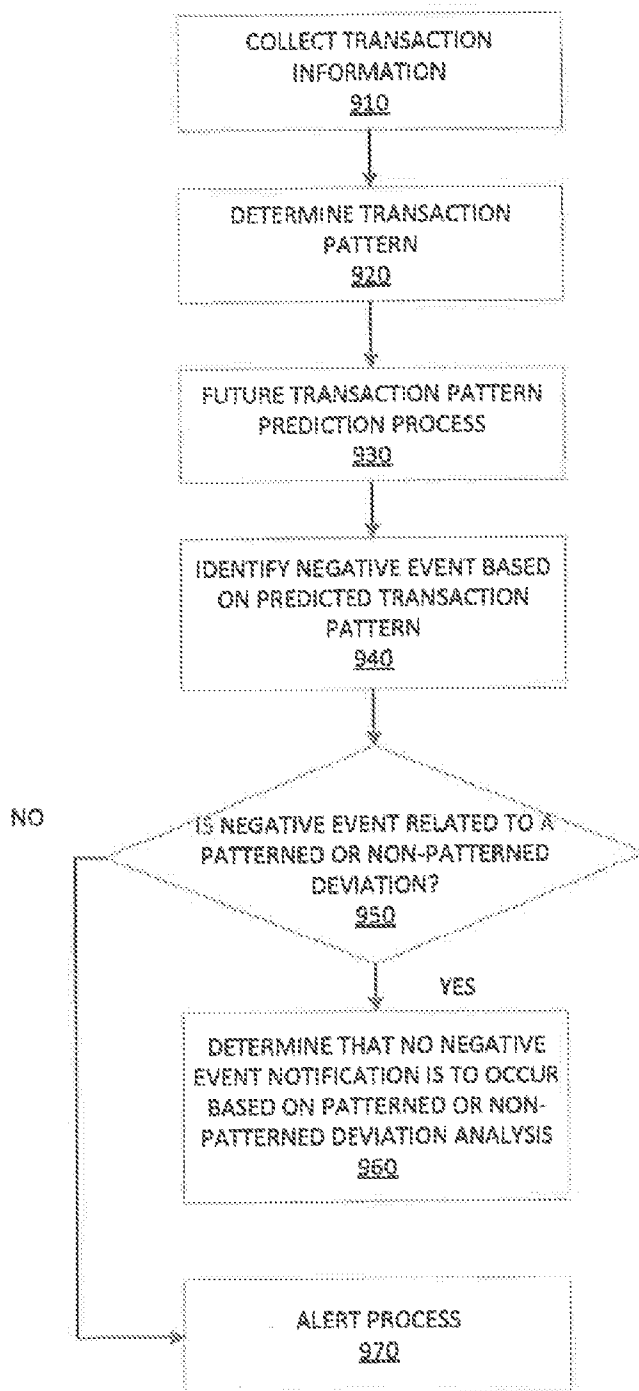 COLLECT TRANSACTION
INFORMATION
910
DETERMINE TRANSACTION
PATTERN
920
FUTURE TRANSACTION PATTERN
PREDICTION PROCESS
930
IDENTIFY NEGATIVE EVENT BASED
ON PREDICTED TRANSACTION
PATTERN
940
NO
IS NEGATIVE EVENT RELATED TO A
PATTERNED OR NON-PATTERNED
DEVIATION?
950
YES
DETERMINE THAT NO NEGATIVE
EVENT NOTIFICATION IS TO OCCUR
BASED ON PATTERNED OR NON-
PATTERNED DEVIATION ANALYSIS
960
ALERT PROCESS
970